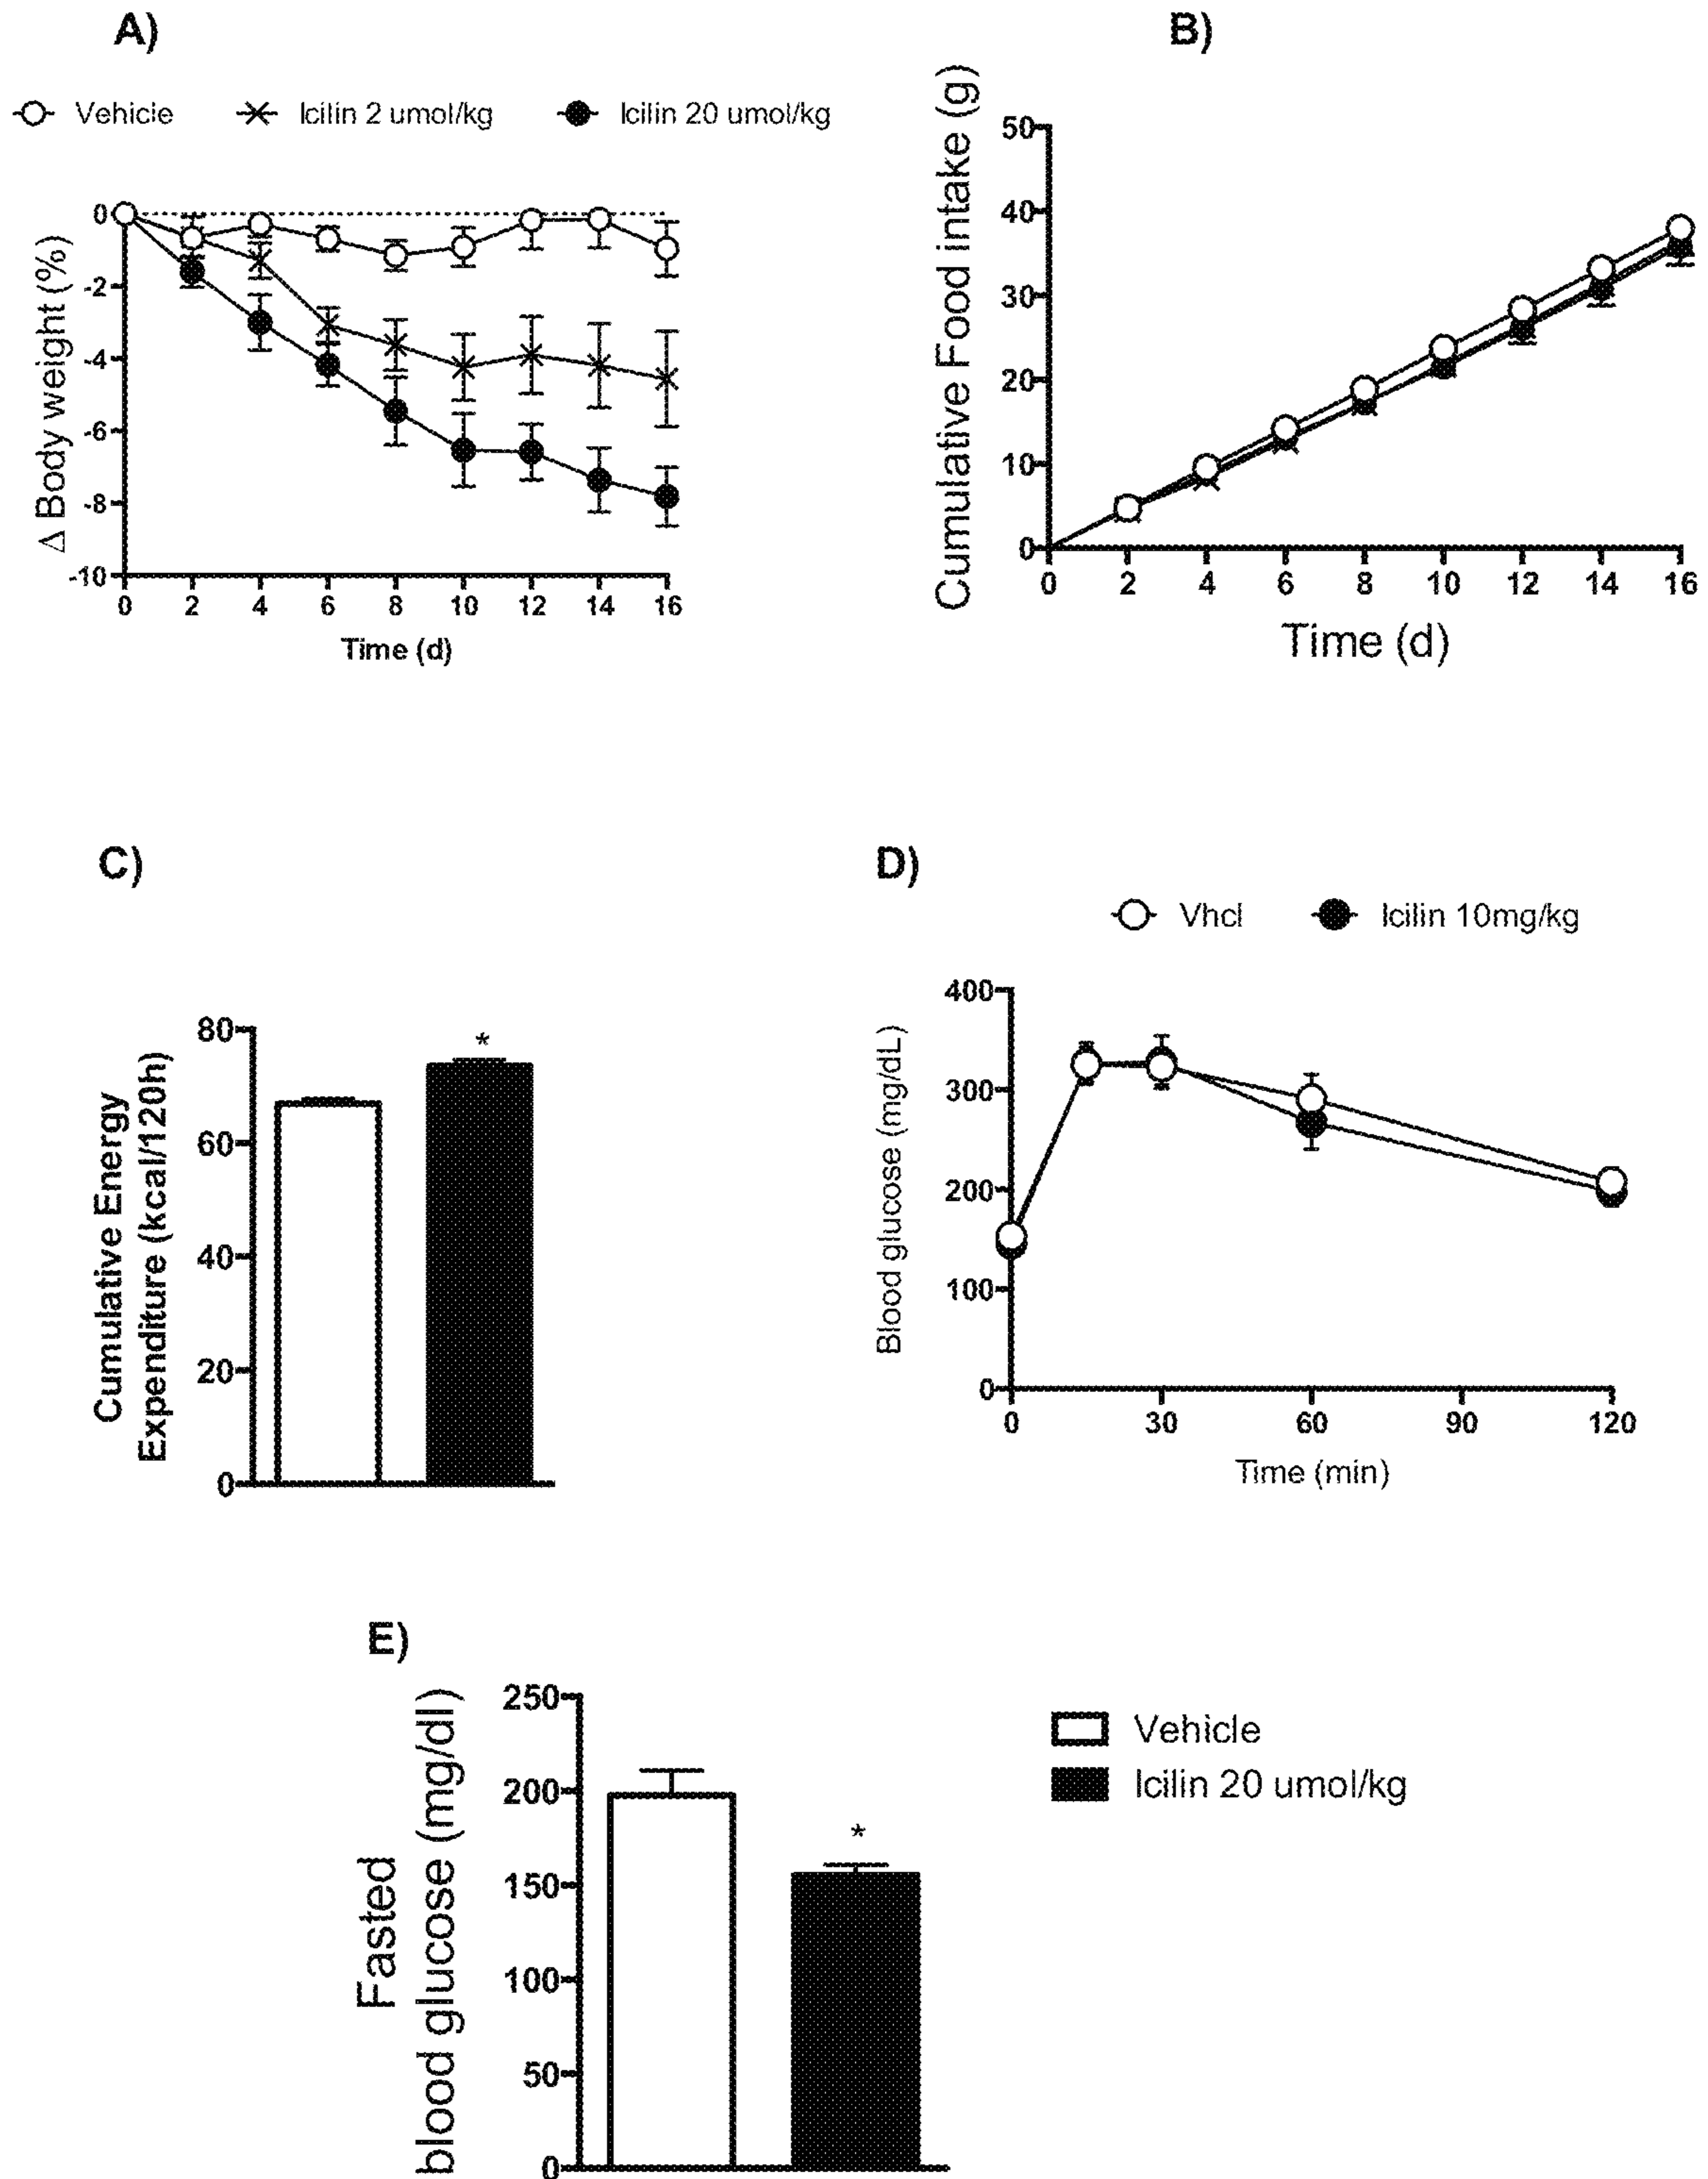 A)
Vehicle
Icilin 2 umol/kg
Icilin 20 umol/kg
Δ Body weight (%)
0
-2
-4
-6
-8
-10
0 2 4 6 8 10 12 14 16
Time (d)
B)
Cumulative Food intake (g)
50
40
30
20
10
0
0 2 4 6 8 10 12 14 16
Time (d)
C)
Cumulative Energy
Expenditure (kcal/120h)
80
60
40
20
0
*
D)
Vhcl
Icilin 10mg/kg
Blood glucose (mg/dL)
400
300
200
100
0
0 30 60 90 120
Time (min)
E)
Fasted
blood glucose (mg/dl)
250
200
150
100
50
0
*
Vehicle
Icilin 20 umol/kg